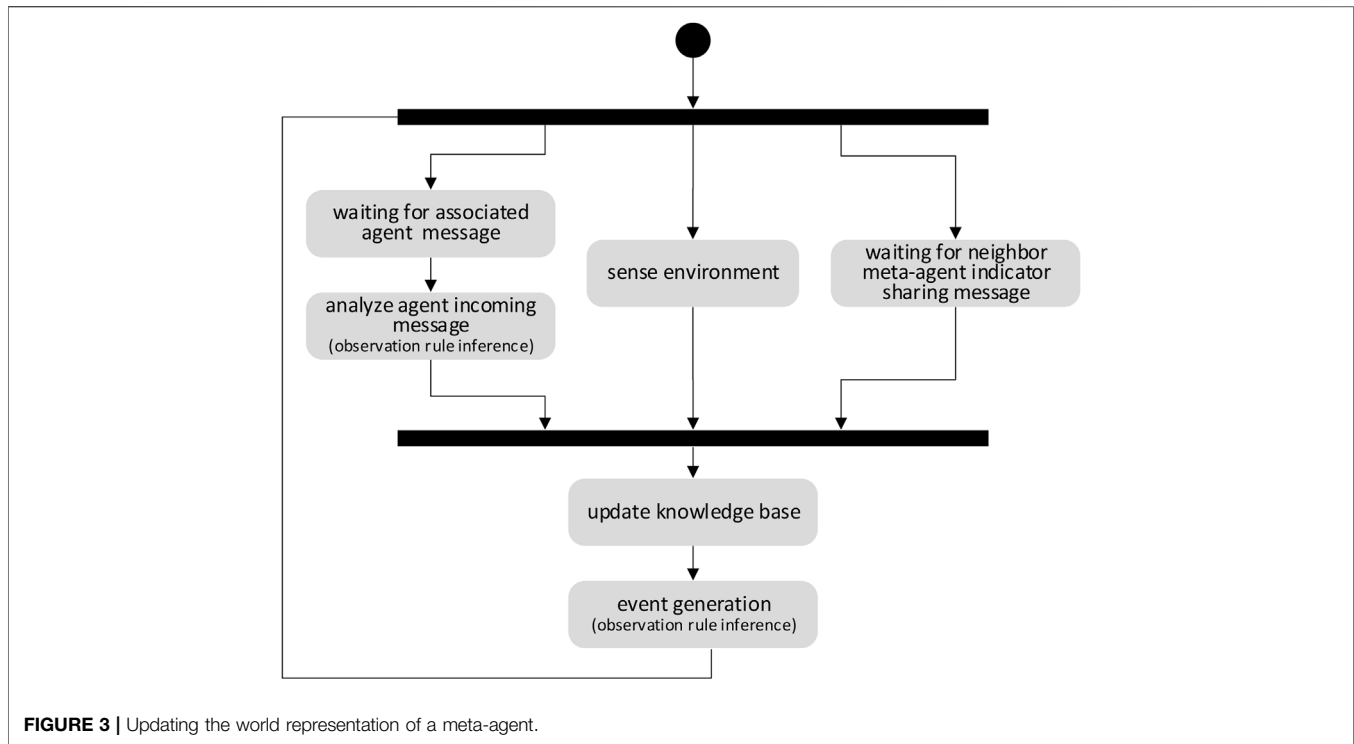 waiting for associated
agent message
analyze agent incoming
message
(observation rule inference)
sense environment
waiting for neighbor
meta-agent indicator
sharing message
update knowledge base
event generation
(observation rule inference)
FIGURE 3 | Updating the world representation of a meta-agent.